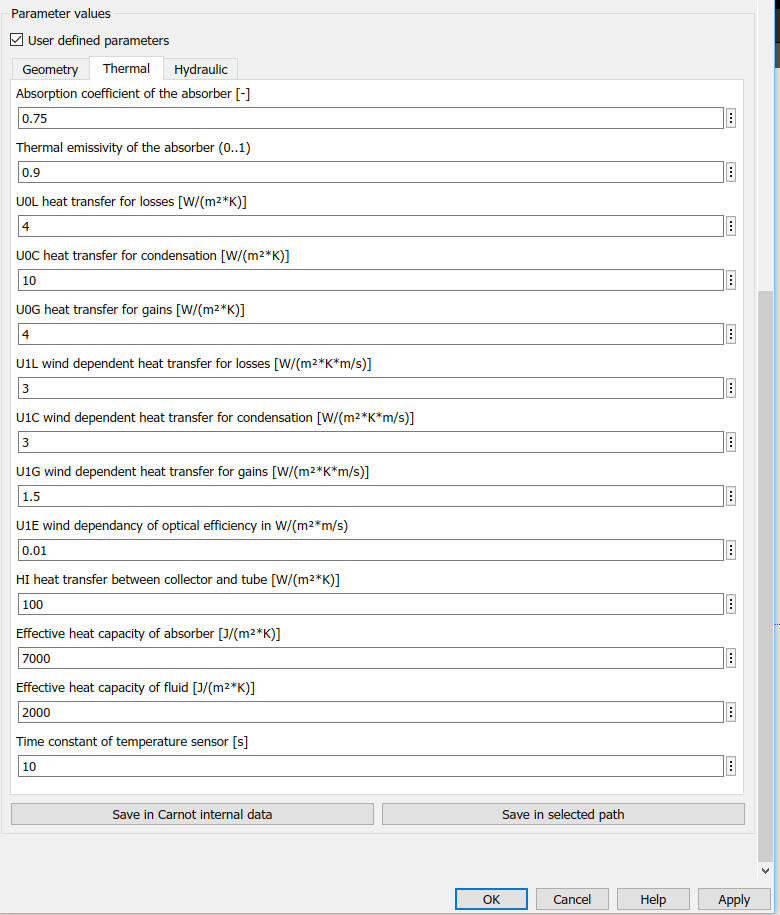 Parameter values
User defined parameters
Geometry Thermal Hydraulic
Absorption coefficient of the absorber [-]
0.75
Thermal emissivity of the absorber (0..1)
0.9
U0L heat transfer for losses [W/(m²*K)]
4
U0C heat transfer for condensation [W/(m²*K)]
10
U0G heat transfer for gains [W/(m²*K)]
4
U1L wind dependent heat transfer for losses [W/(m²*K*m/s)]
3
U1C wind dependent heat transfer for condensation [W/(m²*K*m/s)]
3
U1G wind dependent heat transfer for gains [W/(m²*K*m/s)]
1.5
U1E wind dependancy of optical efficiency in W/(m²*m/s)
0.01
HI heat transfer between collector and tube [W/(m²*K)]
100
Effective heat capacity of absorber [J/(m²*K)]
7000
Effective heat capacity of fluid [J/(m²*K)]
2000
Time constant of temperature sensor [s]
10
Save in Carnot internal data Save in selected path
OK Cancel Help Apply